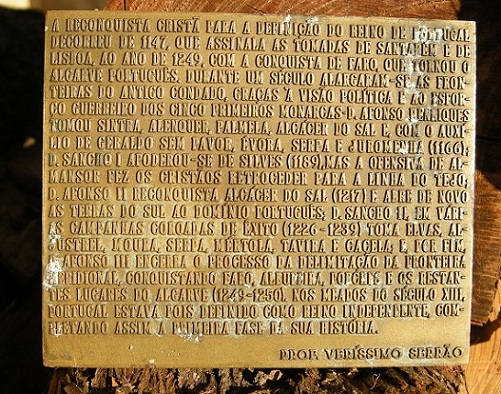 A RECONQUISTA CRISTÃ PARA A DEFINIÇÃO DO REINO DE PORTUGAL
DECORREU DE 1147, QUE ASSINALA AS TOMADAS DE SANTARÉM E DE
LISBOA, AO ANO DE 1249, COM A CONQUISTA DE FARO, QUE TORNOU O
ALGARVE PORTUGUÊS. DURANTE UM SÉCULO ALARGARAM-SE AS FRON-
TEIRAS DO ANTIGO CONDADO, GRAÇAS À VISÃO POLÍTICA E AO ESFOR-
ÇO GUERREIRO DOS CINCO PRIMEIROS MONARCAS. D. AFONSO HENRIQUES
TOMOU SINTRA, ALENQUER, PALMELA, ALCÁCER DO SAL E, COM O AUXÍ-
LIO DE GERALDO SEM PAVOR, ÉVORA, SERPA E JUROMENHA (1166);
D. SANCHO I APODEROU-SE DE SILVES (1189), MAS A OFENSIVA DE AL-
MANSOR FEZ OS CRISTÃOS RETROCEDER PARA A LINHA DO TEJO.
D. AFONSO II RECONQUISTA ALCÁCER DO SAL (1217) E ABRE DE NOVO
AS TERRAS DO SUL AO DOMÍNIO PORTUGUÊS, D. SANCHO II, EM VÁRI-
AS CAMPANHAS COROADAS DE ÊXITO (1226-1239) TOMA ELVAS, AL-
JUSTREL, MOURA, SERPA, MÉRTOLA, TAVIRA E CACELA; E, POR FIM,
D. AFONSO III ENCERRA O PROCESSO DA DELIMITAÇÃO DA FRONTEIRA
MERIDIONAL, CONQUISTANDO FARO, ALBUFEIRA, PORCHES E OS RESTAN-
TES LUGARES DO ALGARVE (1249-1250). NOS MEADOS DO SÉCULO XIII,
PORTUGAL ESTAVA POIS DEFINIDO COMO REINO INDEPENDENTE, COM-
PLETANDO ASSIM A PRIMEIRA FASE DA SUA HISTÓRIA.
PROF. VERÍSSIMO SERRÃO